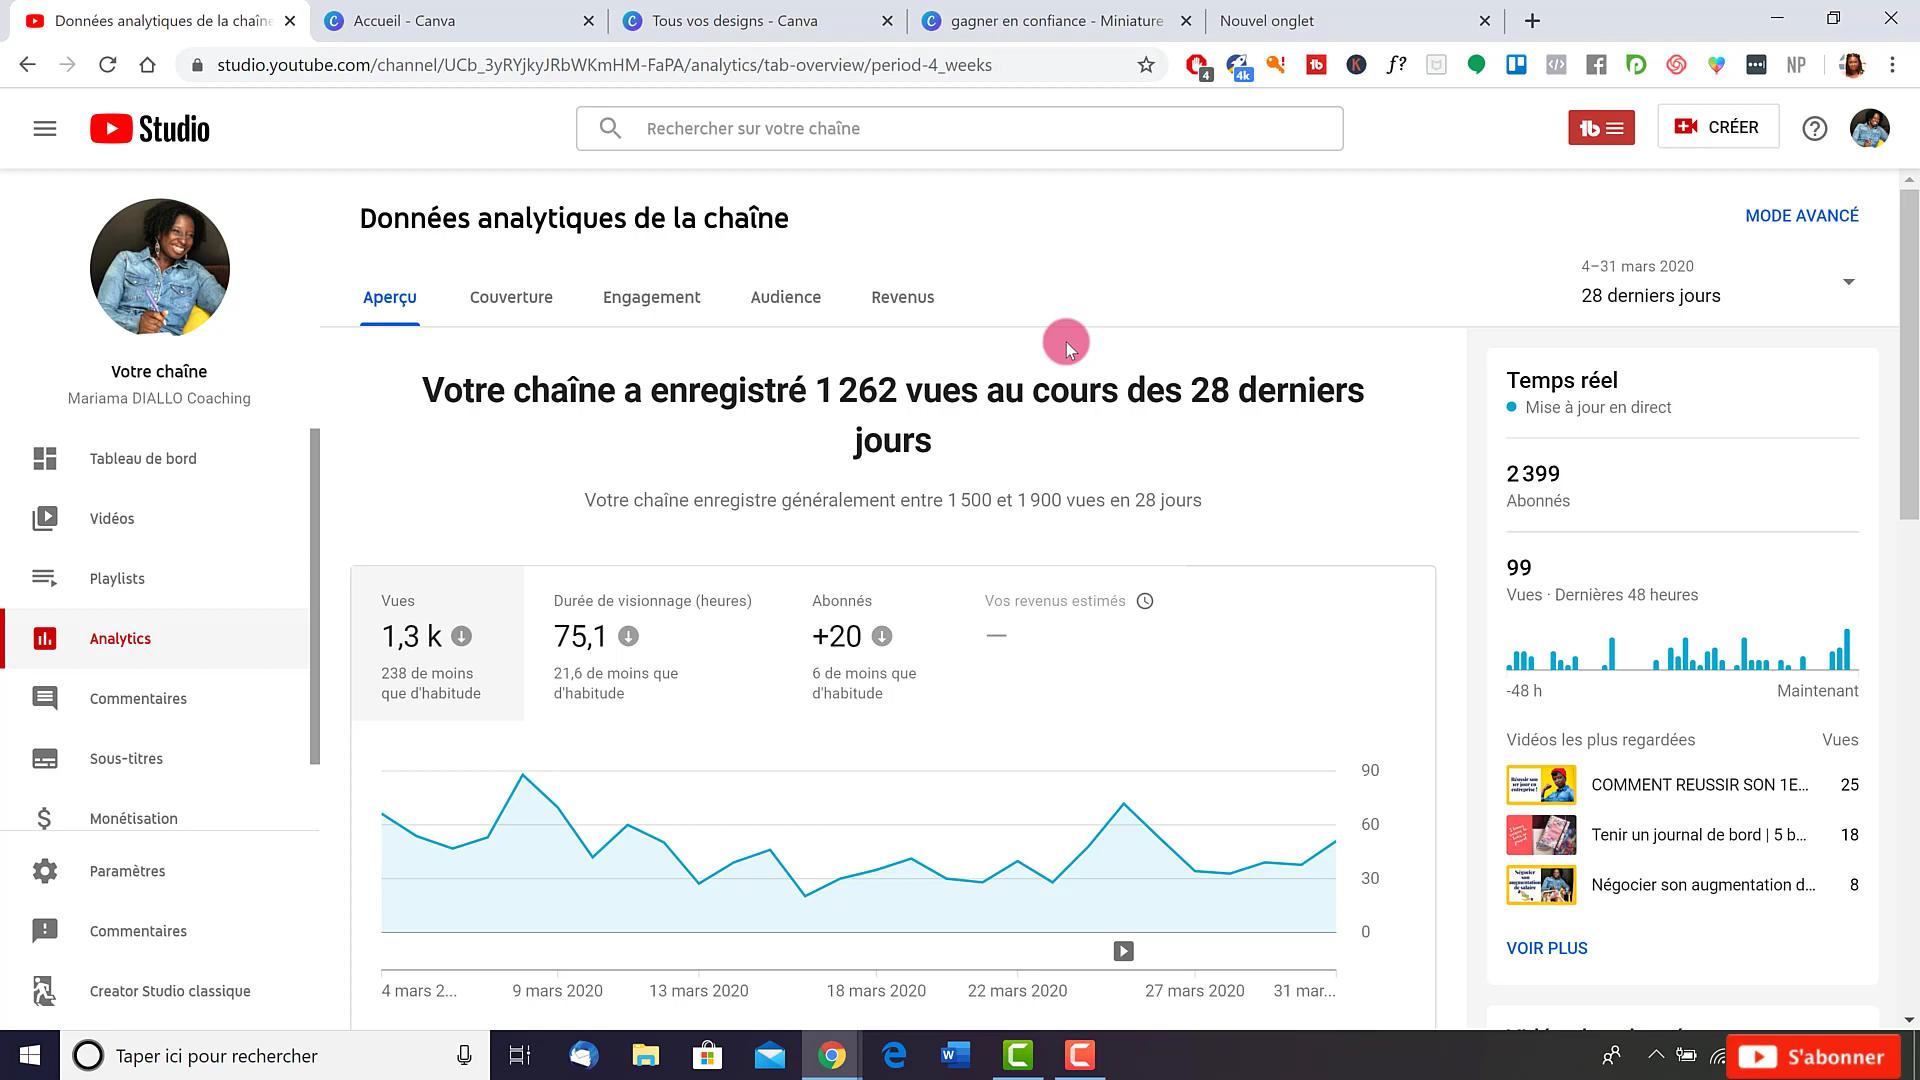 Données analytiques de la chaîne
Accueil - Canva
Tous vos designs - Canva
gagner en confiance - Miniature
Nouvel onglet
studio.youtube.com/channel/UCb_3yRYjkyJRbWKmHM-FaPA/analytics/tab-overview/period-4_weeks
4
4k
f?
NP
Studio
Rechercher sur votre chaîne
CRÉER
Données analytiques de la chaîne
MODE AVANCÉ
4–31 mars 2020
28 derniers jours
Aperçu
Couverture
Engagement
Audience
Revenus
Votre chaîne
Mariama DIALLO Coaching
Tableau de bord
Vidéos
Playlists
Analytics
Commentaires
Sous-titres
Monétisation
Paramètres
Commentaires
Creator Studio classique
Votre chaîne a enregistré 1 262 vues au cours des 28 derniers
jours
Votre chaîne enregistre généralement entre 1 500 et 1 900 vues en 28 jours
Vues
1,3 k
238 de moins
que d'habitude
Durée de visionnage (heures)
75,1
21,6 de moins que
d'habitude
Abonnés
+20
6 de moins que
d'habitude
Vos revenus estimés
—
90
60
30
0
4 mars 2...
9 mars 2020
13 mars 2020
18 mars 2020
22 mars 2020
27 mars 2020
31 mar...
Temps réel
Mise à jour en direct
2 399
Abonnés
99
Vues · Dernières 48 heures
-48 h
Maintenant
Vidéos les plus regardées
Vues
COMMENT REUSSIR SON 1E...
25
Tenir un journal de bord | 5 b...
18
Négocier son augmentation d...
8
VOIR PLUS
Taper ici pour rechercher
S'abonner